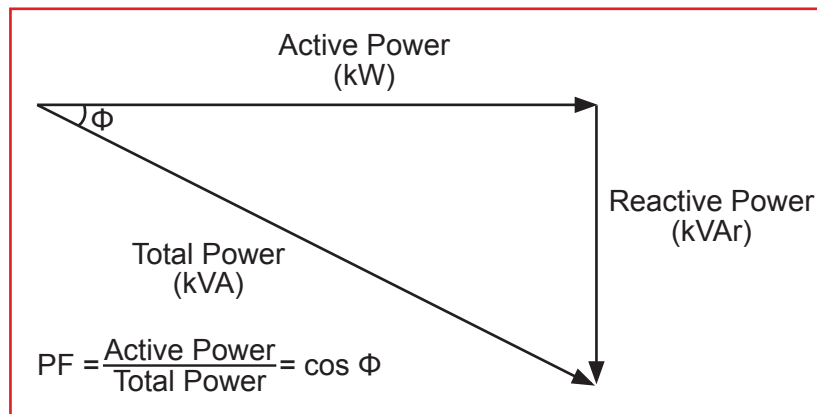 Active Power
(kW)
Φ
Reactive Power
(kVAr)
Total Power
(kVA)
PF = Active Power / Total Power = cos Φ